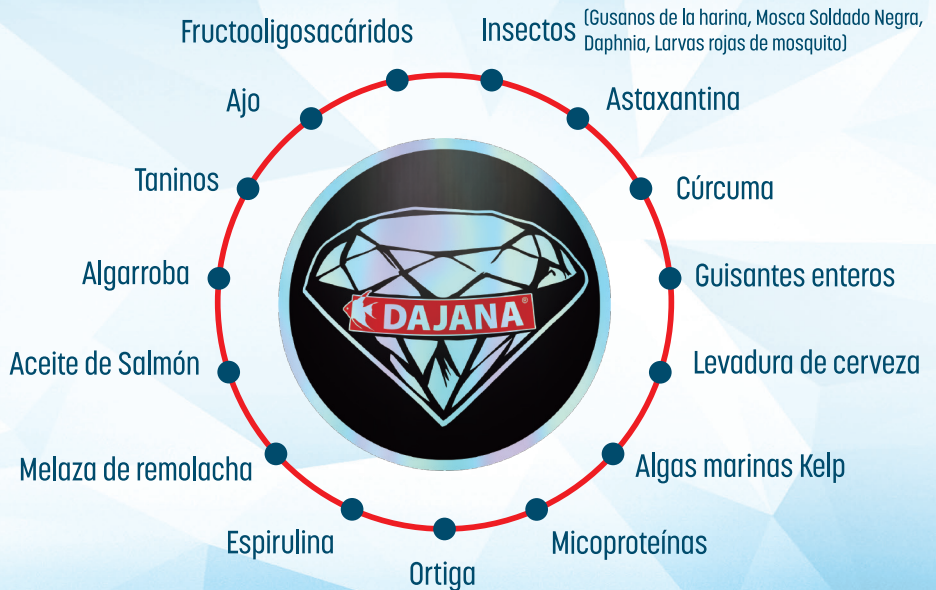 Fructooligosacáridos
Insectos (Gusanos de la harina, Mosca Soldado Negra,
Daphnia, Larvas rojas de mosquito)
Ajo
Astaxantina
Taninos
Cúrcuma
Algarroba
Guisantes enteros
DAJANA®
Aceite de Salmón
Levadura de cerveza
Melaza de remolacha
Algas marinas Kelp
Espirulina
Micoproteínas
Ortiga